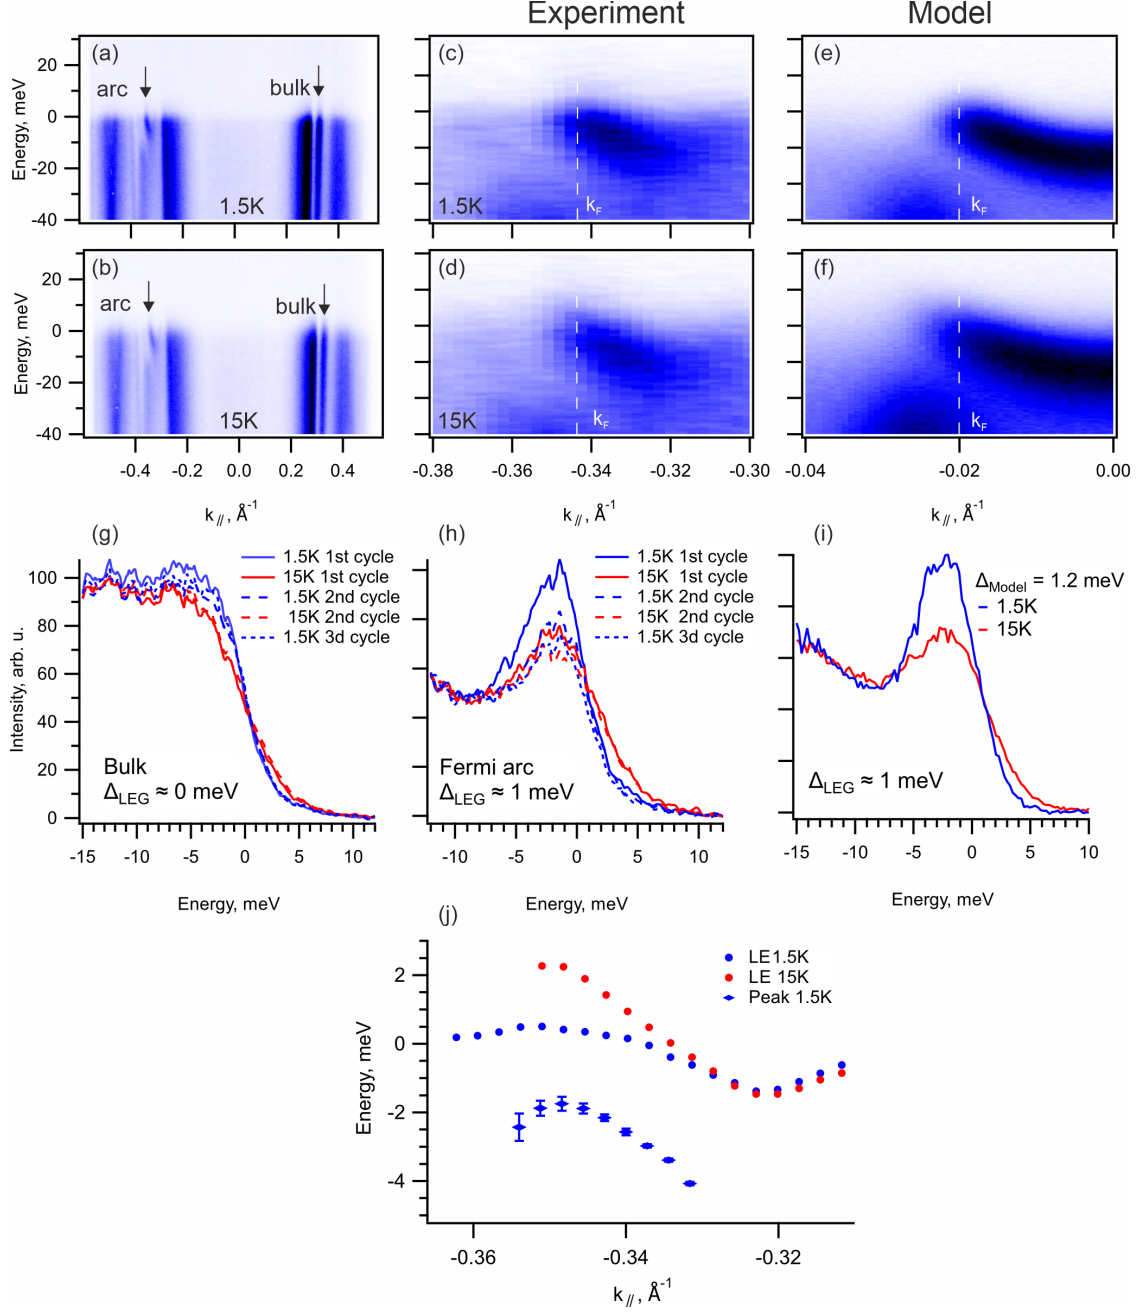 Experiment
Model
(a)
arc
bulk
1.5K
Energy, meV
20
0
-20
-40
(c)
1.5K
kF
(e)
kF
(b)
arc
bulk
15K
Energy, meV
20
0
-20
-40
-0.4 -0.2 0.0 0.2 0.4
k//, Å-1
(d)
15K
kF
-0.38 -0.36 -0.34 -0.32 -0.30
k//, Å-1
(f)
kF
-0.04 -0.02 0.00
k//, Å-1
(g)
1.5K 1st cycle
15K 1st cycle
1.5K 2nd cycle
15K 2nd cycle
1.5K 3d cycle
Intensity, arb. u.
100
80
60
40
20
0
Bulk
ΔLEG ≈ 0 meV
-15 -10 -5 0 5 10
Energy, meV
(h)
1.5K 1st cycle
15K 1st cycle
1.5K 2nd cycle
15K 2nd cycle
1.5K 3d cycle
Fermi arc
ΔLEG ≈ 1 meV
-10 -5 0 5 10
Energy, meV
(i)
ΔModel = 1.2 meV
1.5K
15K
ΔLEG ≈ 1 meV
-15 -10 -5 0 5 10
Energy, meV
(j)
LE 1.5K
LE 15K
Peak 1.5K
Energy, meV
2
0
-2
-4
-0.36 -0.34 -0.32
k//, Å-1